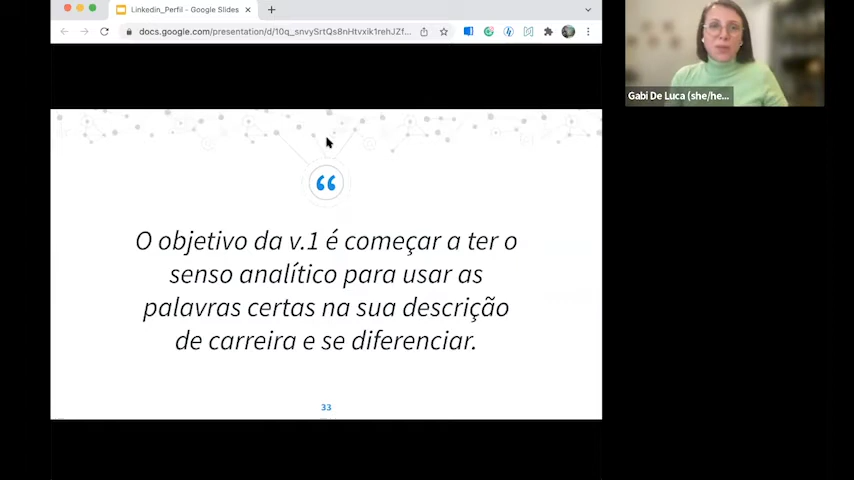 Linkedin_Perfil - Google Slides
docs.google.com/presentation/d/10q_snvySrtQs8nHtvxik1rehJZf...
Gabi De Luca (she/he...
“
O objetivo da v.1 é começar a ter o
senso analítico para usar as
palavras certas na sua descrição
de carreira e se diferenciar.
33